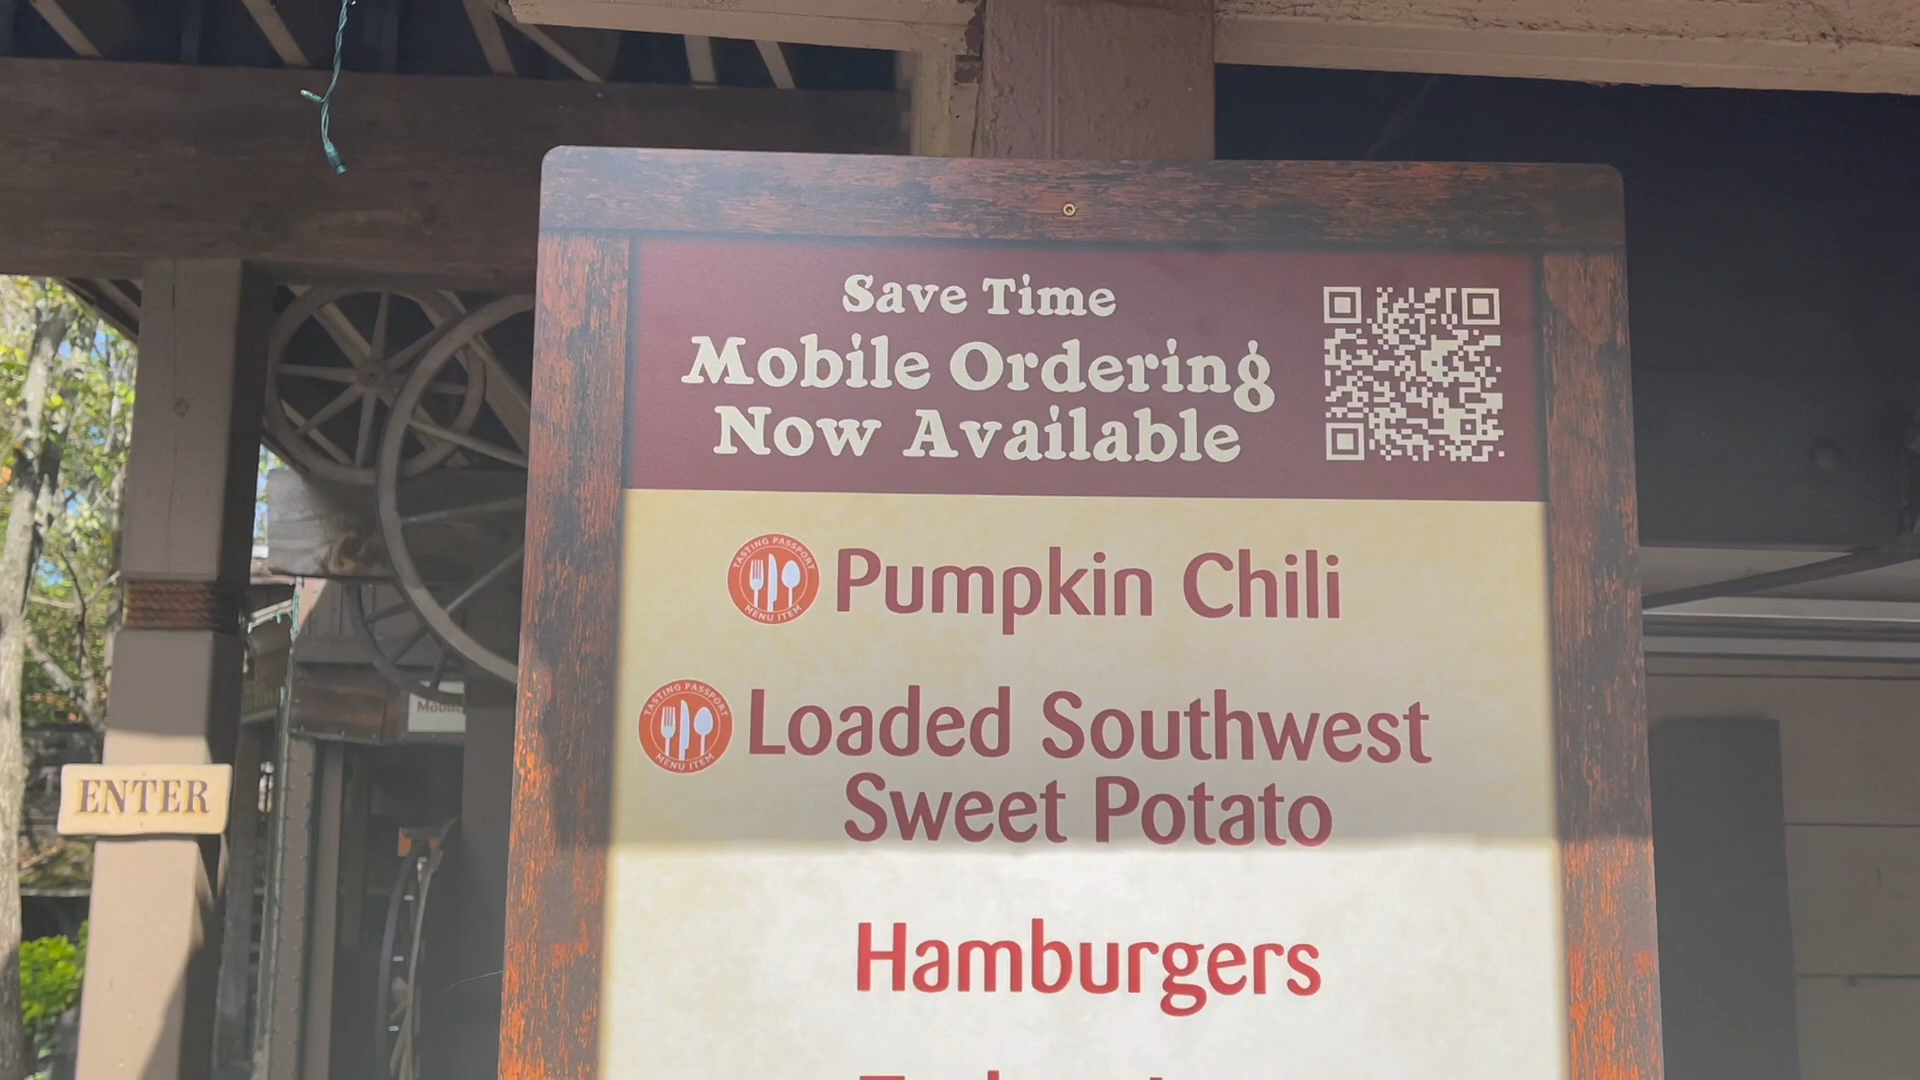 Save Time
Mobile Ordering
Now Available
TASTING PASSPORT
MENU ITEM
Pumpkin Chili
TASTING PASSPORT
MENU ITEM
Loaded Southwest
Sweet Potato
Hamburgers
ENTER
Mobile